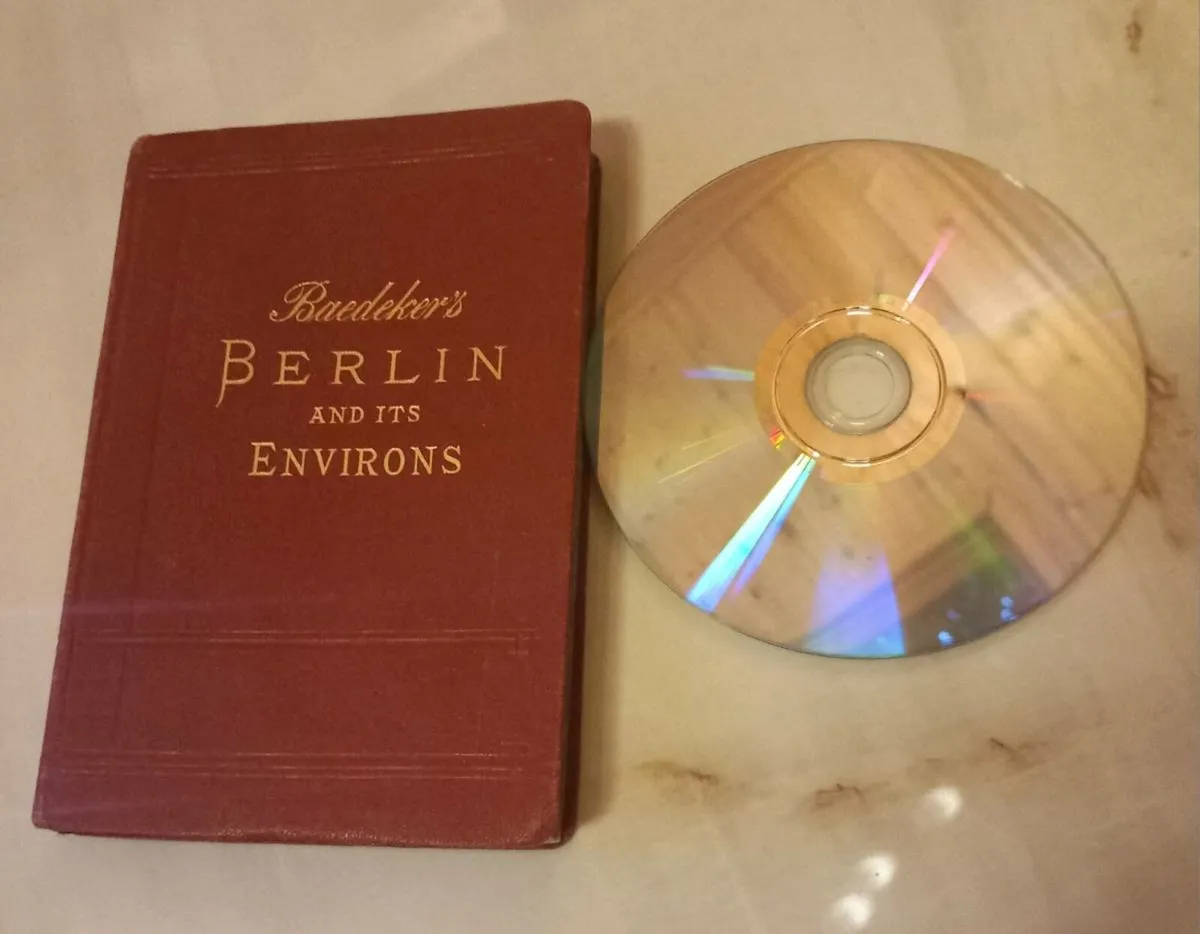 Baedeker's
BERLIN
AND ITS
ENVIRONS